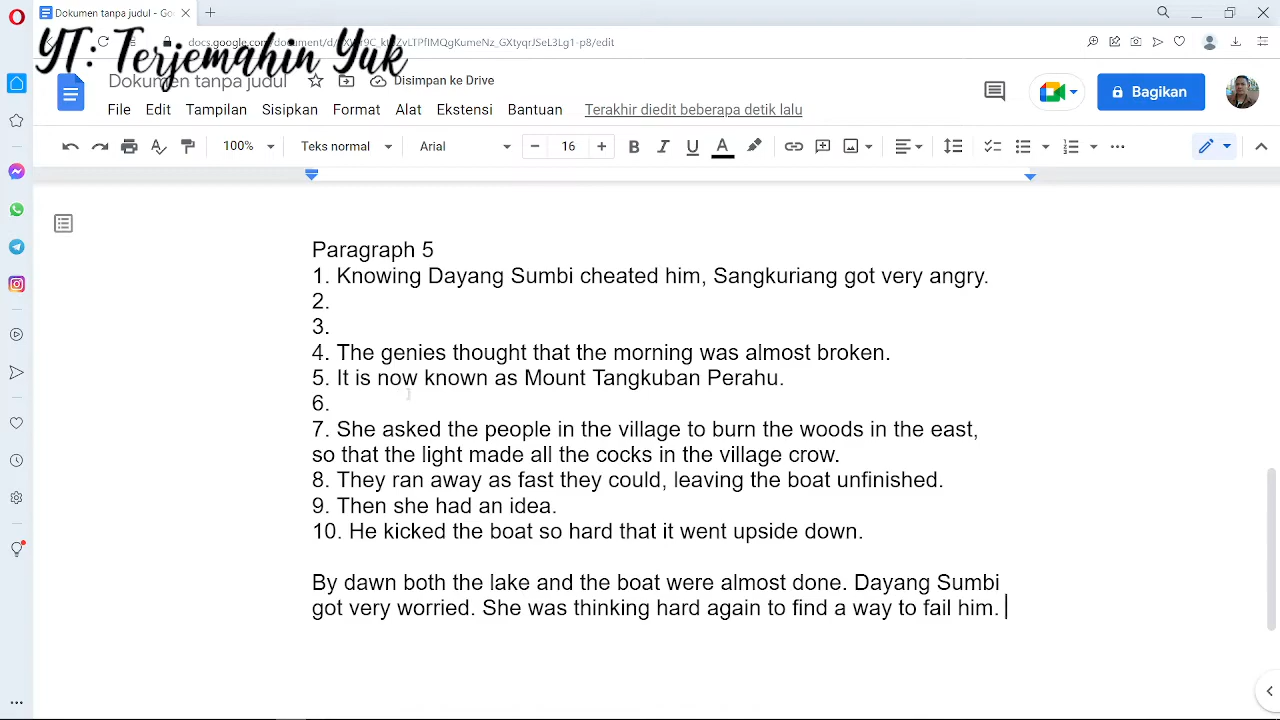 Dokumen tanpa judul - Go
YT: Terjemahin Yuk
docs.google.com/document/d/
Dokumen tanpa judul
Disimpan ke Drive
File Edit Tampilan Sisipkan Format Alat Ekstensi Bantuan Terakhir diedit beberapa detik lalu
Bagikan
100% Teks normal Arial 16 B I U A
Paragraph 5
1. Knowing Dayang Sumbi cheated him, Sangkuriang got very angry.
2.
3.
4. The genies thought that the morning was almost broken.
5. It is now known as Mount Tangkuban Perahu.
6.
7. She asked the people in the village to burn the woods in the east,
so that the light made all the cocks in the village crow.
8. They ran away as fast they could, leaving the boat unfinished.
9. Then she had an idea.
10. He kicked the boat so hard that it went upside down.
By dawn both the lake and the boat were almost done. Dayang Sumbi
got very worried. She was thinking hard again to find a way to fail him.